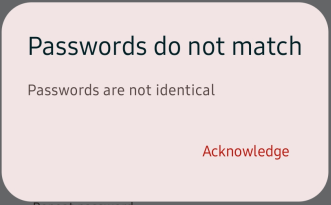 Passwords do not match
Passwords are not identical
Acknowledge